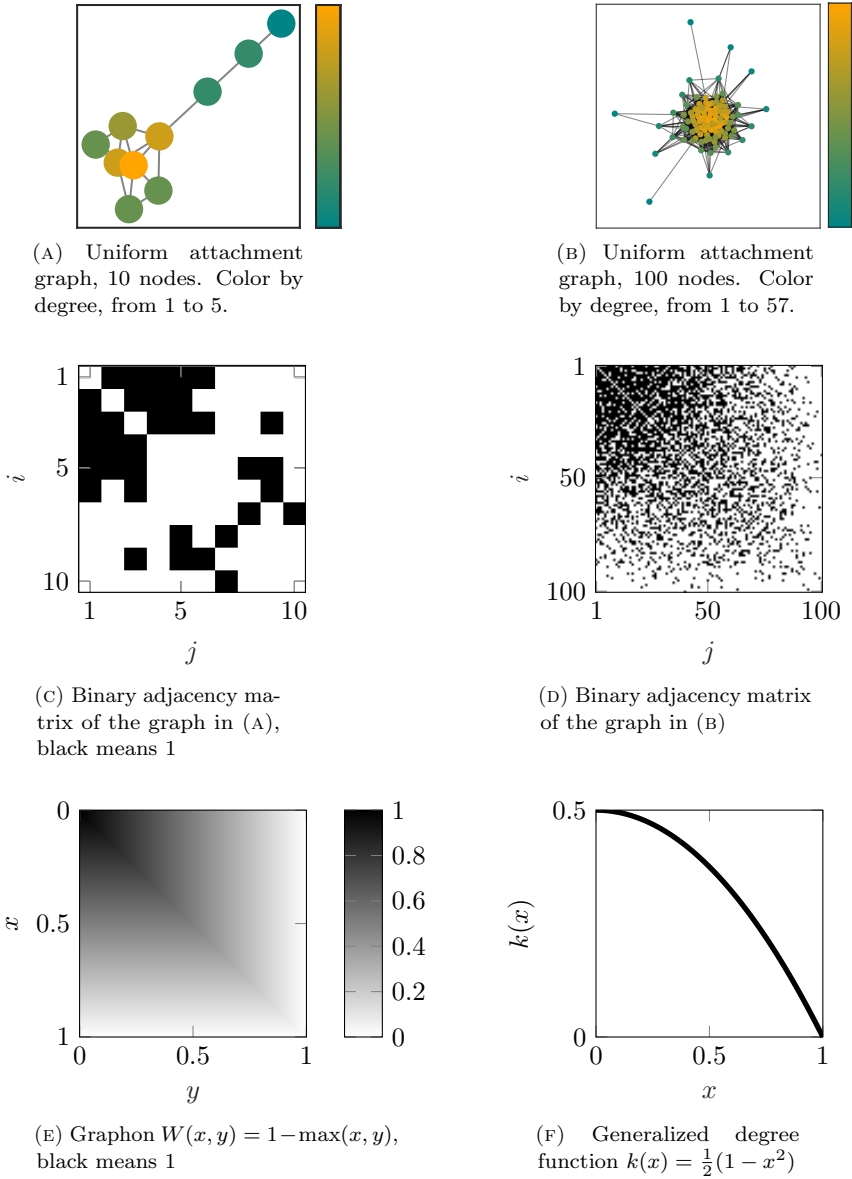 (A) Uniform attachment
graph, 10 nodes. Color by
degree, from 1 to 5.
(B) Uniform attachment
graph, 100 nodes. Color
by degree, from 1 to 57.
1
5
10
i
1 5 10
j
(C) Binary adjacency ma-
trix of the graph in (A),
black means 1
1
50
100
i
1 50 100
j
(D) Binary adjacency matrix
of the graph in (B)
0
0.5
1
x
0 0.5 1
y
1
0.8
0.6
0.4
0.2
0
(E) Graphon W(x, y) = 1−max(x, y),
black means 1
0.5
0
k(x)
0 0.5 1
x
(F) Generalized degree
function k(x) = ½(1 − x²)